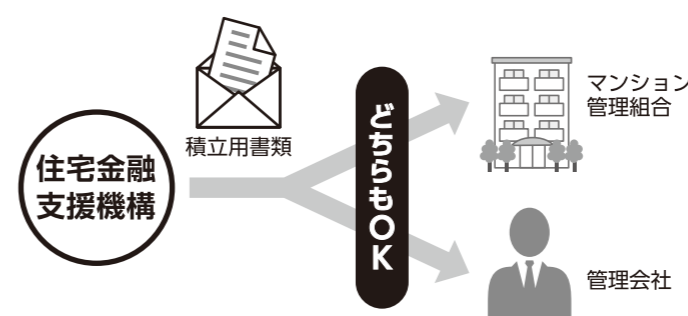 住宅金融
支援機構
積立用書類
どちらもOK
マンション
管理組合
管理会社